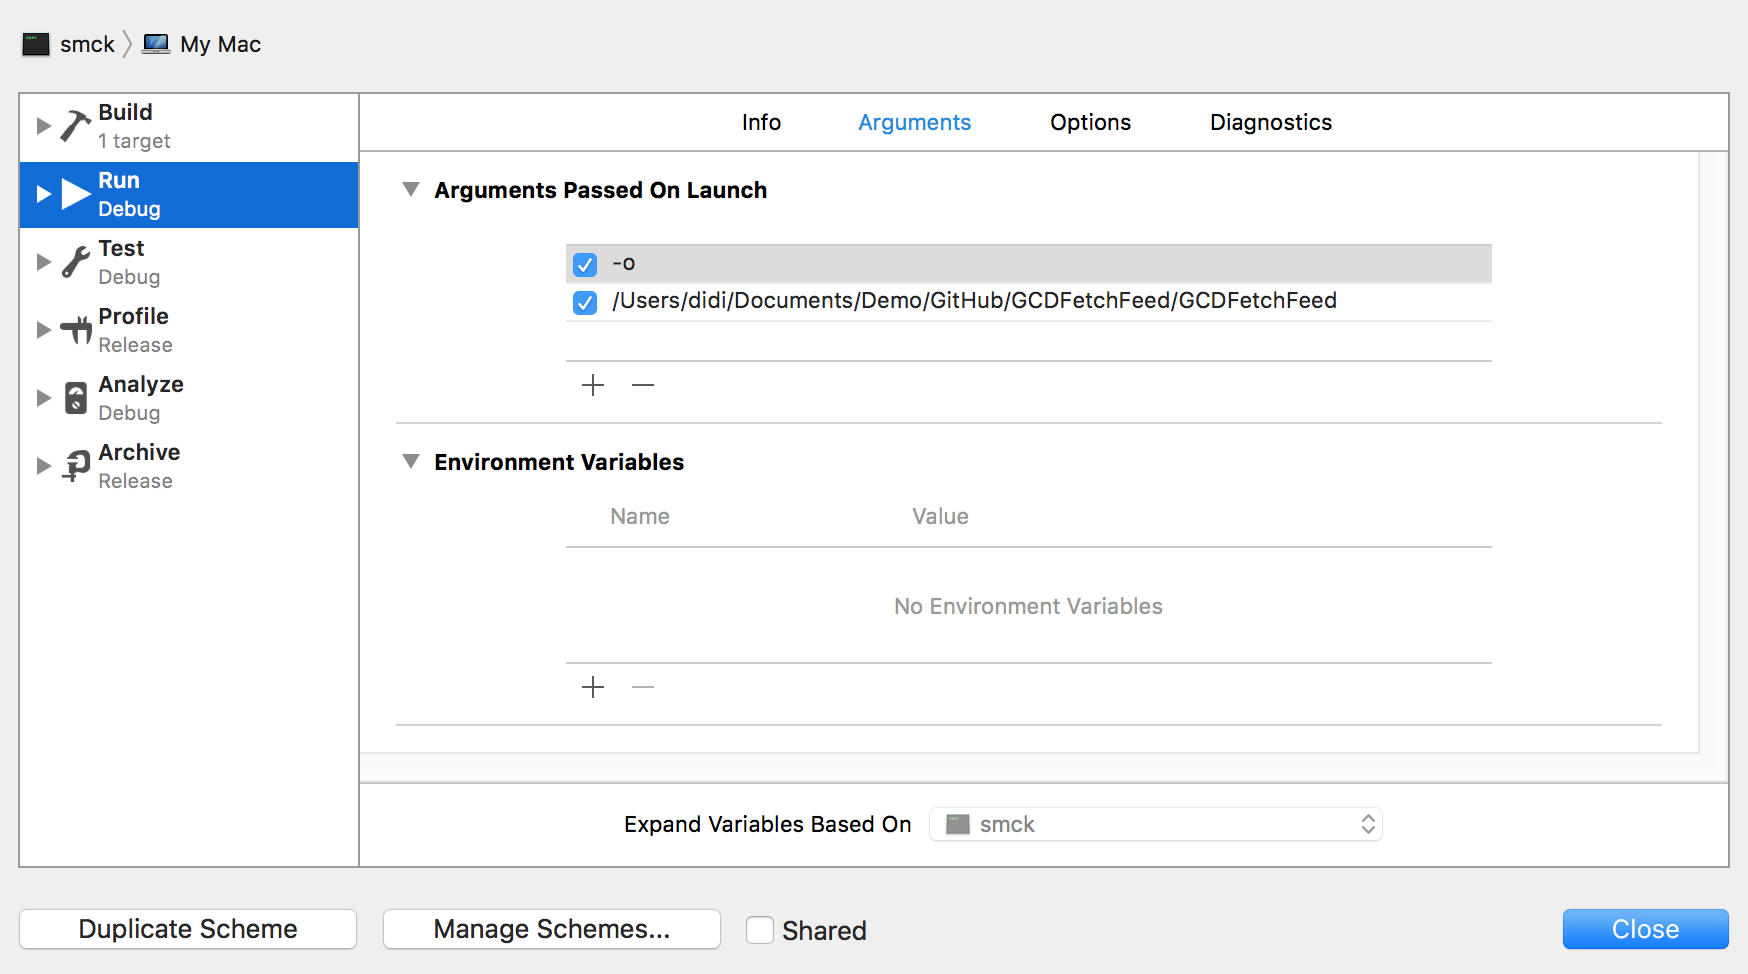 smck My Mac
Build
1 target
Run
Debug
Test
Debug
Profile
Release
Analyze
Debug
Archive
Release
Info Arguments Options Diagnostics
Arguments Passed On Launch
-o
/Users/didi/Documents/Demo/GitHub/GCDFetchFeed/GCDFetchFeed
Environment Variables
Name Value
No Environment Variables
Expand Variables Based On smck
Duplicate Scheme Manage Schemes... Shared Close